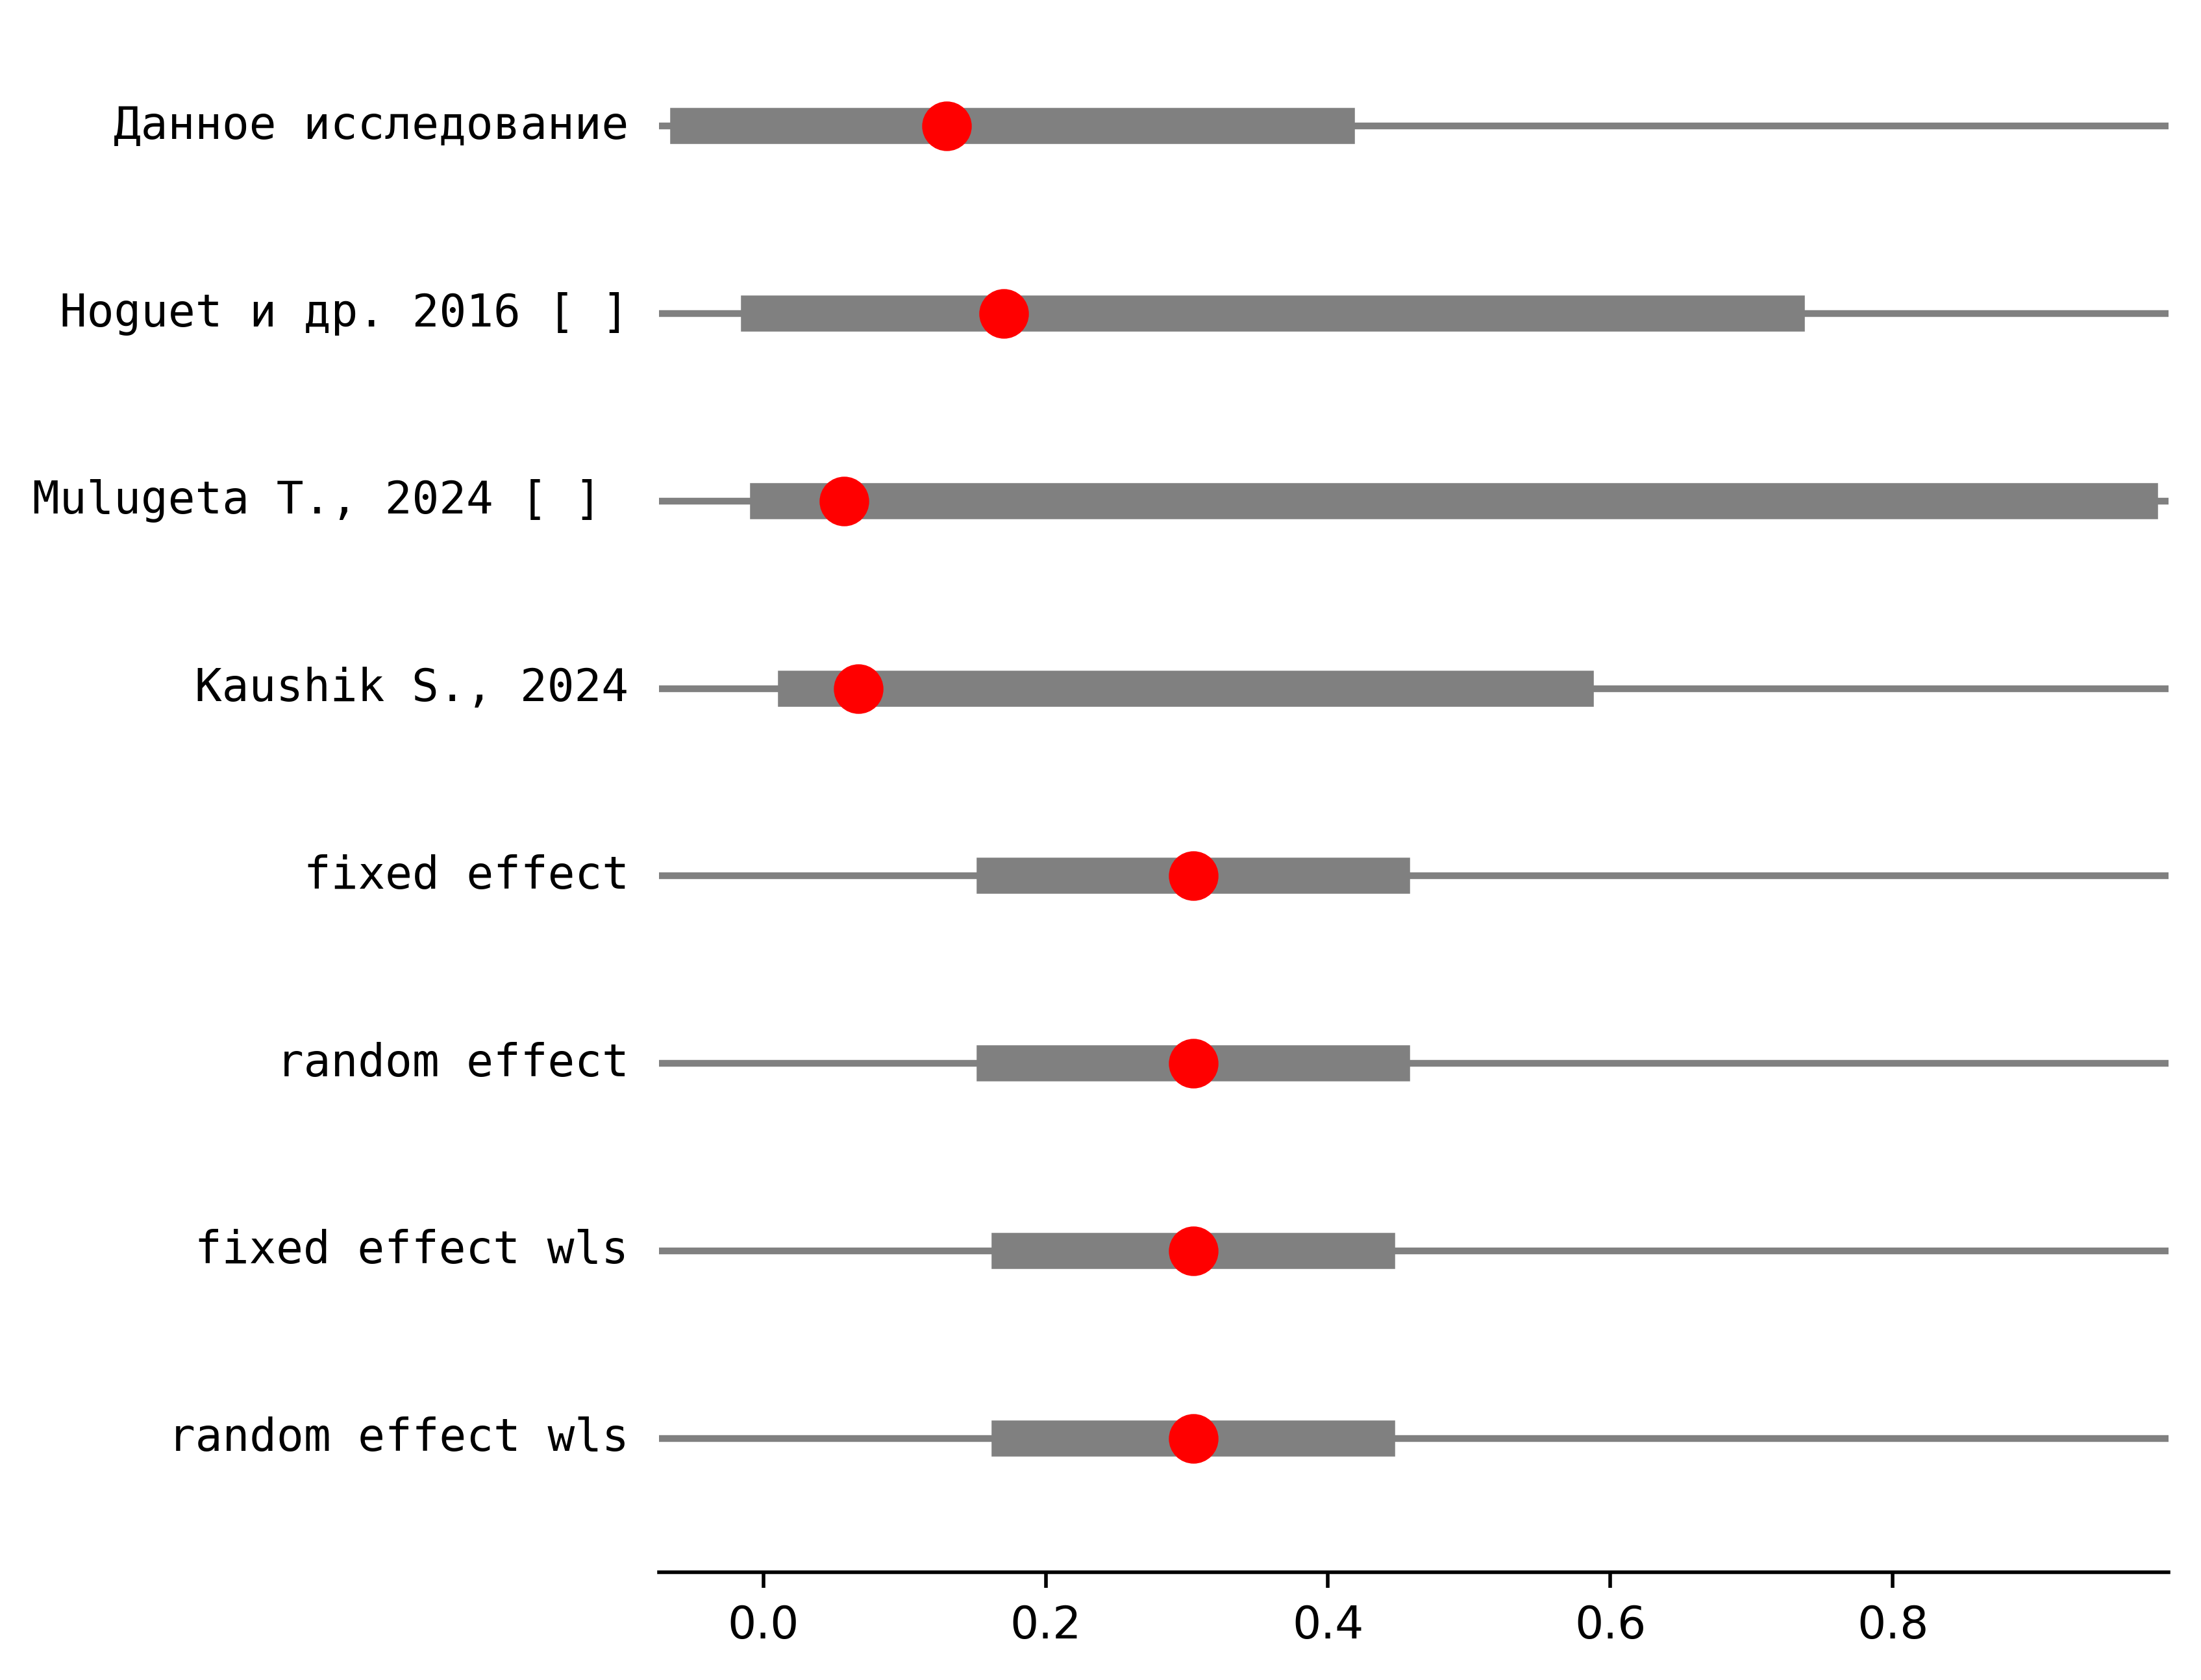 Данное исследование
Hoguet и др. 2016 [ ]
Mulugeta T., 2024 [ ]
Kaushik S., 2024
fixed effect
random effect
fixed effect wls
random effect wls
0.0 0.2 0.4 0.6 0.8